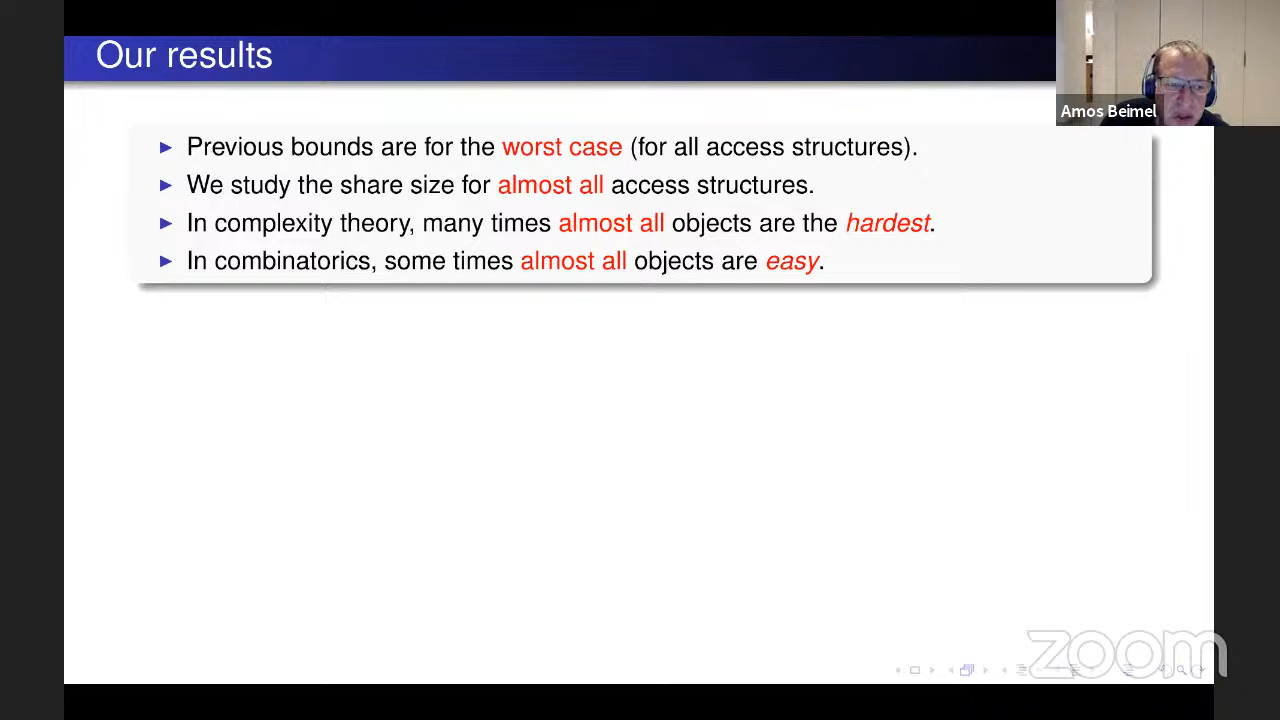 Our results
Amos Beimel
Previous bounds are for the worst case (for all access structures).
We study the share size for almost all access structures.
In complexity theory, many times almost all objects are the hardest.
In combinatorics, some times almost all objects are easy.
zoom